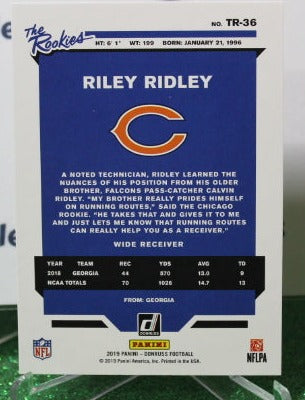 The Rookies
NO. TR-36
HT: 6' 1" WT: 199 BORN: JANUARY 21, 1996
RILEY RIDLEY
C
A NOTED TECHNICIAN, RIDLEY LEARNED THE
NUANCES OF HIS POSITION FROM HIS OLDER
BROTHER, FALCONS PASS-CATCHER CALVIN
RIDLEY. "MY BROTHER REALLY PRIDES HIMSELF
ON RUNNING ROUTES," SAID THE CHICAGO
ROOKIE. "HE TAKES THAT AND GIVES IT TO ME
AND JUST LETS ME KNOW THAT RUNNING ROUTES
CAN REALLY HELP YOU AS A RECEIVER."
WIDE RECEIVER
YEAR TEAM REC YDS AVG TD
2018 GEORGIA 44 570 13.0 9
NCAA TOTALS 70 1028 14.7 13
FROM: GEORGIA
NFL
DONRUSS
PANINI
NFLPA
2019 PANINI - DONRUSS FOOTBALL
© 2019 Panini America, Inc. Printed in the USA.